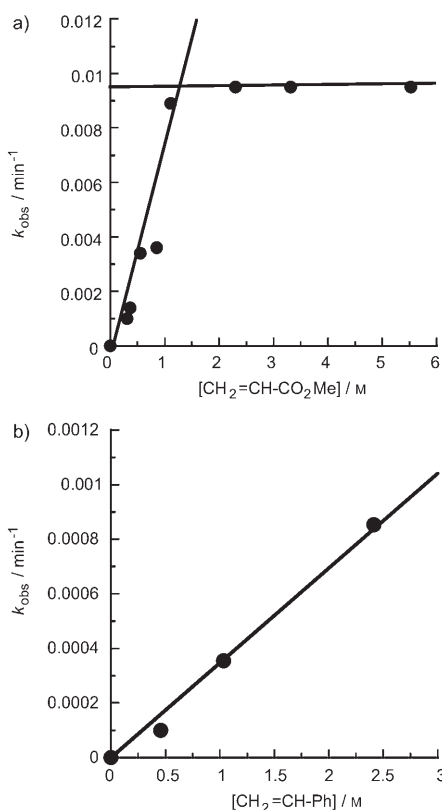 a)
0.012
0.01
0.008
0.006
0.004
0.002
0
k obs / min⁻¹
0 1 2 3 4 5 6
[CH₂=CH-CO₂Me] / M
b)
0.0012
0.001
0.0008
0.0006
0.0004
0.0002
0
k obs / min⁻¹
0 0.5 1 1.5 2 2.5 3
[CH₂=CH-Ph] / M